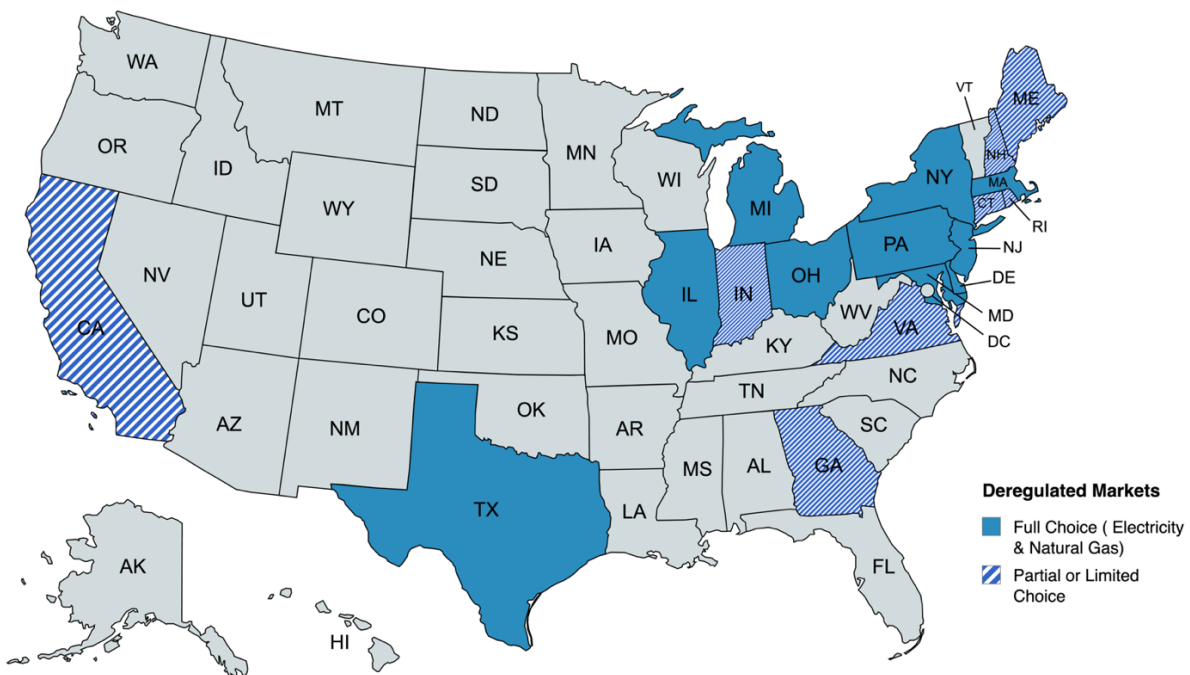 WA
MT
ND
MN
VT
ME
OR
ID
SD
WI
NH
NY
MA
WY
MI
CT
RI
IA
PA
NJ
NE
NV
OH
DE
UT
IL
IN
CO
MD
WV
CA
KS
MO
VA
DC
KY
NC
TN
OK
AZ
NM
AR
SC
GA
MS
AL
TX
LA
Deregulated Markets
Full Choice ( Electricity
& Natural Gas)
Partial or Limited
Choice
AK
FL
HI